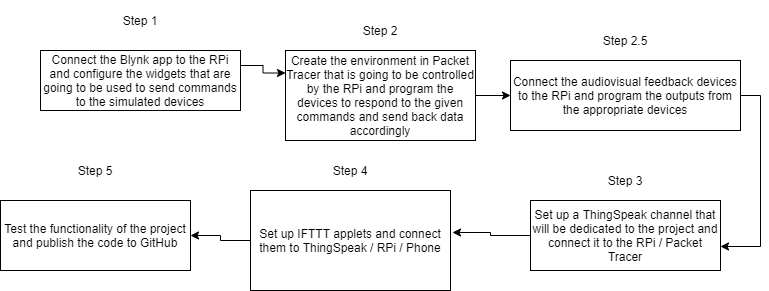 Step 1
Connect the Blynk app to the RPi
and configure the widgets that are
going to be used to send commands
to the simulated devices
Step 2
Create the environment in Packet
Tracer that is going to be controlled
by the RPi and program the
devices to respond to the given
commands and send back data
accordingly
Step 2.5
Connect the audiovisual feedback devices
to the RPi and program the outputs from
the appropriate devices
Step 3
Set up a ThingSpeak channel that
will be dedicated to the project and
connect it to the RPi / Packet
Tracer
Step 4
Set up IFTTT applets and connect
them to ThingSpeak / RPi / Phone
Step 5
Test the functionality of the project
and publish the code to GitHub